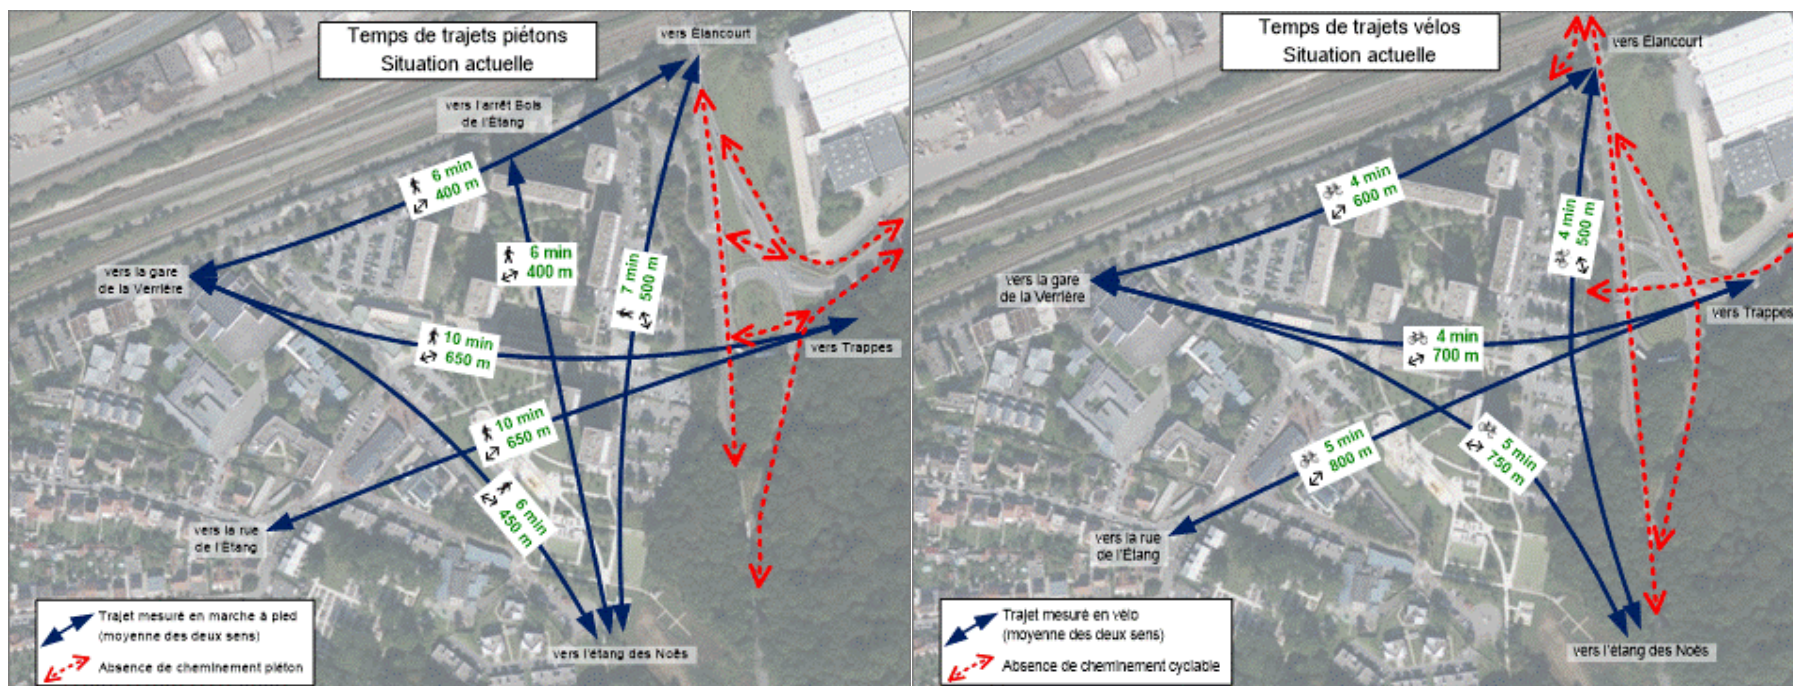 Temps de trajets piétons
Situation actuelle
vers Élancourt
vers l'arrêt Bois
de l'Étang
6 min
400 m
6 min
400 m
7 min
500 m
vers la gare
de la Verrière
10 min
650 m
vers Trappes
10 min
650 m
6 min
450 m
vers la rue
de l'Étang
vers l'étang des Noës
Trajet mesuré en marche à pied
(moyenne des deux sens)
Absence de cheminement piéton
Temps de trajets vélos
Situation actuelle
vers Élancourt
4 min
600 m
4 min
500 m
vers la gare
de la Verrière
vers Trappes
4 min
700 m
5 min
800 m
5 min
750 m
vers la rue
de l'Étang
vers l'étang des Noës
Trajet mesuré en vélo
(moyenne des deux sens)
Absence de cheminement cyclable